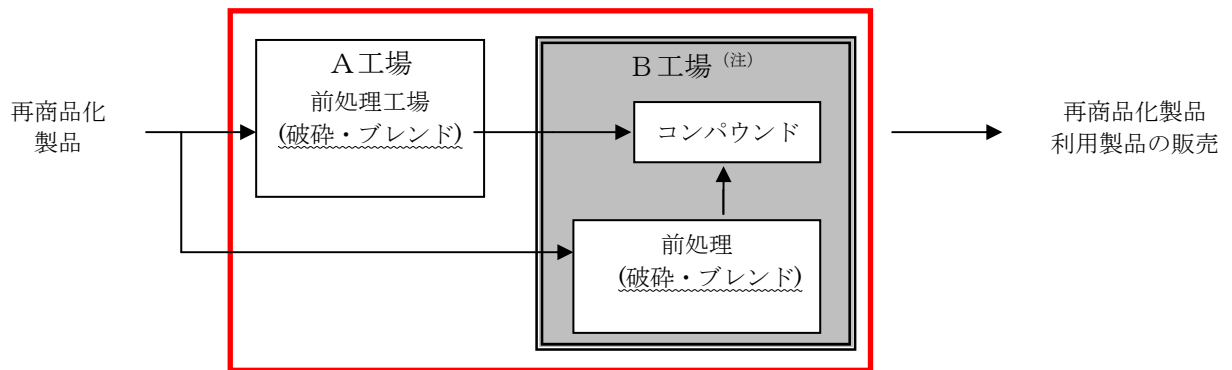 再商品化
製品
A工場
前処理工場
(破砕・ブレンド)
B工場（注）
コンパウンド
前処理
(破砕・ブレンド)
再商品化製品
利用製品の販売